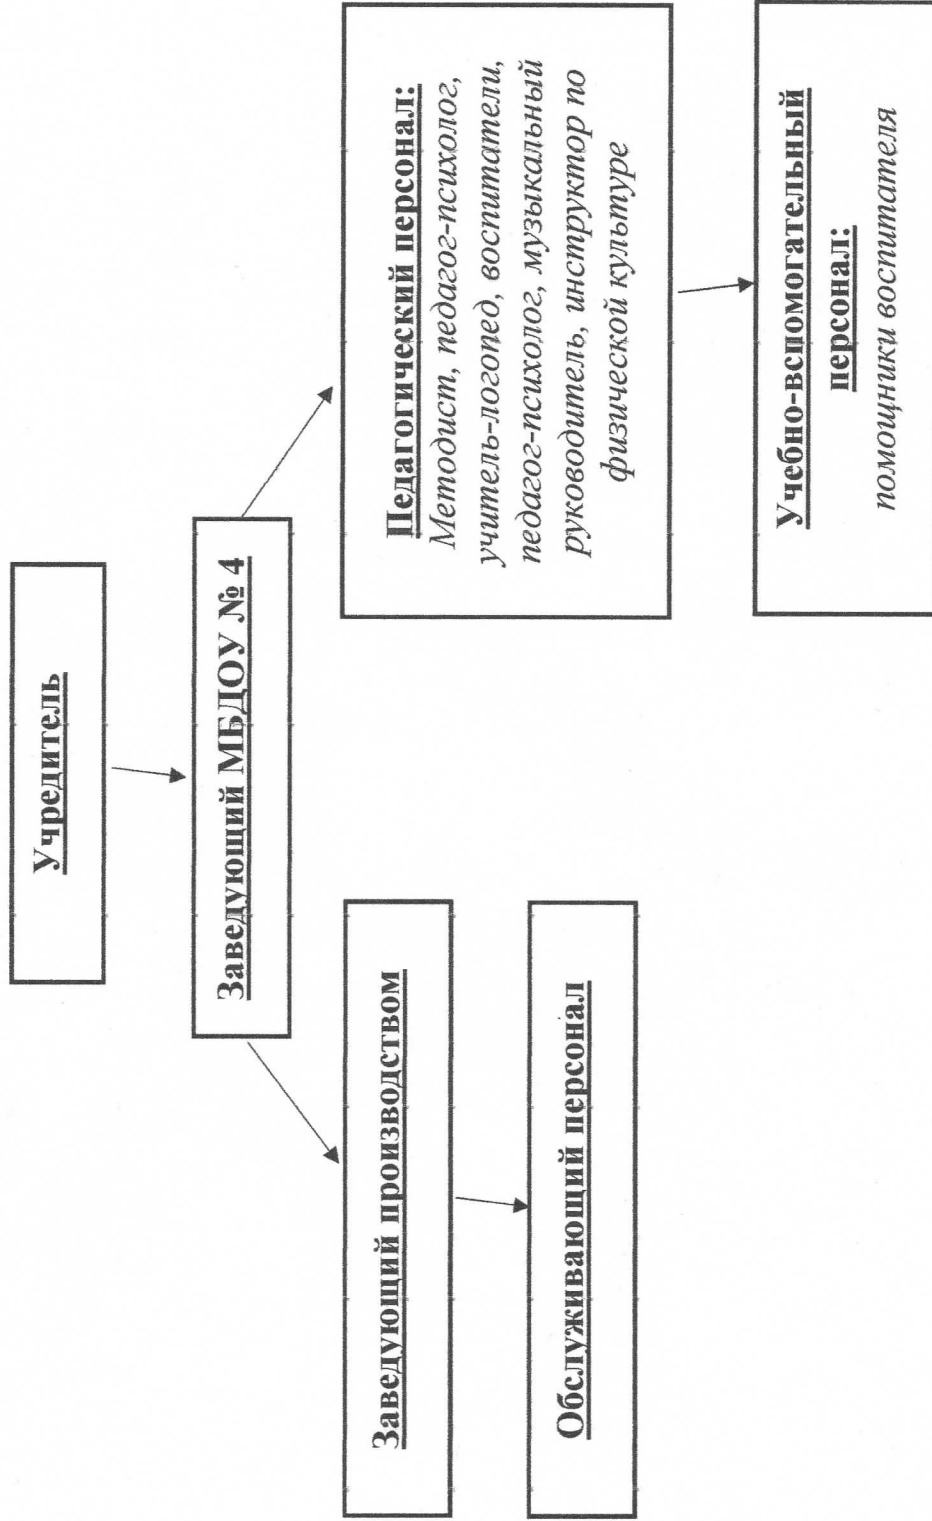 Учредитель
Заведующий МБДОУ № 4
Заведующий производством
Обслуживающий персонал
Педагогический персонал:
Методист, педагог-психолог,
учитель-логопед, воспитатели,
педагог-психолог, музыкальный
руководитель, инструктор по
физической культуре
Учебно-вспомогательный
персонал:
помощники воспитателя